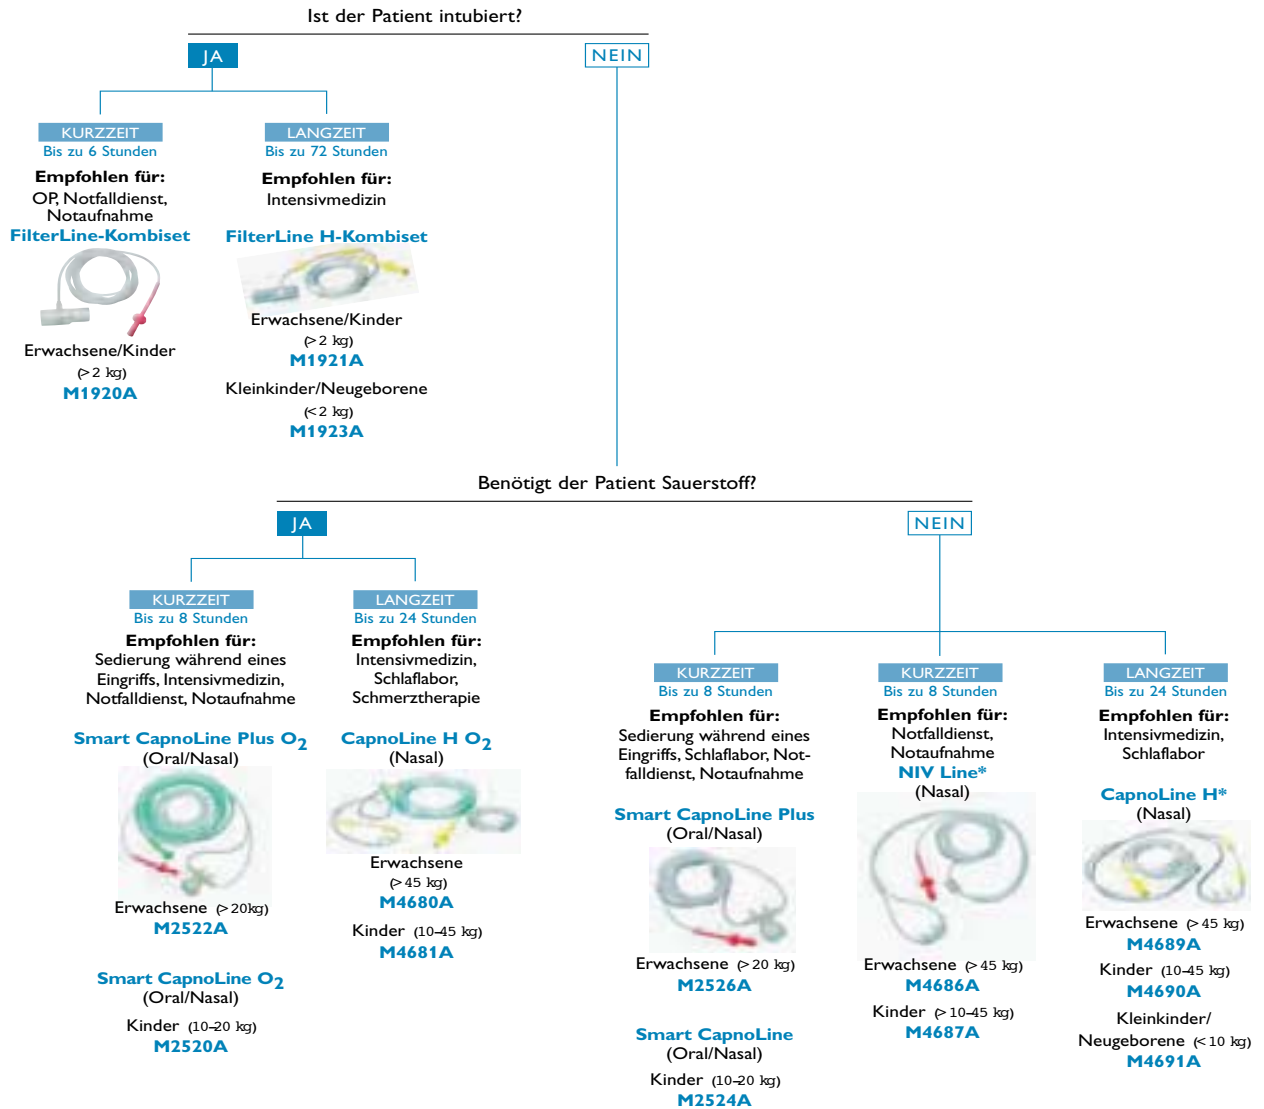 Ist der Patient intubiert?
JA
NEIN
KURZZEIT
Bis zu 6 Stunden
Empfohlen für:
OP, Notfalldienst,
Notaufnahme
FilterLine-Kombiset
Erwachsene/Kinder
(>2 kg)
M1920A
LANGZEIT
Bis zu 72 Stunden
Empfohlen für:
Intensivmedizin
FilterLine H-Kombiset
Erwachsene/Kinder
(>2 kg)
M1921A
Kleinkinder/Neugeborene
(<2 kg)
M1923A
Benötigt der Patient Sauerstoff?
JA
NEIN
KURZZEIT
Bis zu 8 Stunden
Empfohlen für:
Sedierung während eines
Eingriffs, Intensivmedizin,
Notfalldienst, Notaufnahme
Smart CapnoLine Plus O2
(Oral/Nasal)
Erwachsene (>20kg)
M2522A
Smart CapnoLine O2
(Oral/Nasal)
Kinder (10-20 kg)
M2520A
LANGZEIT
Bis zu 24 Stunden
Empfohlen für:
Intensivmedizin,
Schlaflabor,
Schmerztherapie
CapnoLine H O2
(Nasal)
Erwachsene
(>45 kg)
M4680A
Kinder (10-45 kg)
M4681A
KURZZEIT
Bis zu 8 Stunden
Empfohlen für:
Sedierung während eines
Eingriffs, Schlaflabor, Not-
falldienst, Notaufnahme
Smart CapnoLine Plus
(Oral/Nasal)
Erwachsene (>20 kg)
M2526A
Smart CapnoLine
(Oral/Nasal)
Kinder (10-20 kg)
M2524A
KURZZEIT
Bis zu 8 Stunden
Empfohlen für:
Notfalldienst,
Notaufnahme
NIV Line*
(Nasal)
Erwachsene (>45 kg)
M4686A
Kinder (>10-45 kg)
M4687A
LANGZEIT
Bis zu 24 Stunden
Empfohlen für:
Intensivmedizin,
Schlaflabor
CapnoLine H*
(Nasal)
Erwachsene (>45 kg)
M4689A
Kinder (10-45 kg)
M4690A
Kleinkinder/
Neugeborene (<10 kg)
M4691A